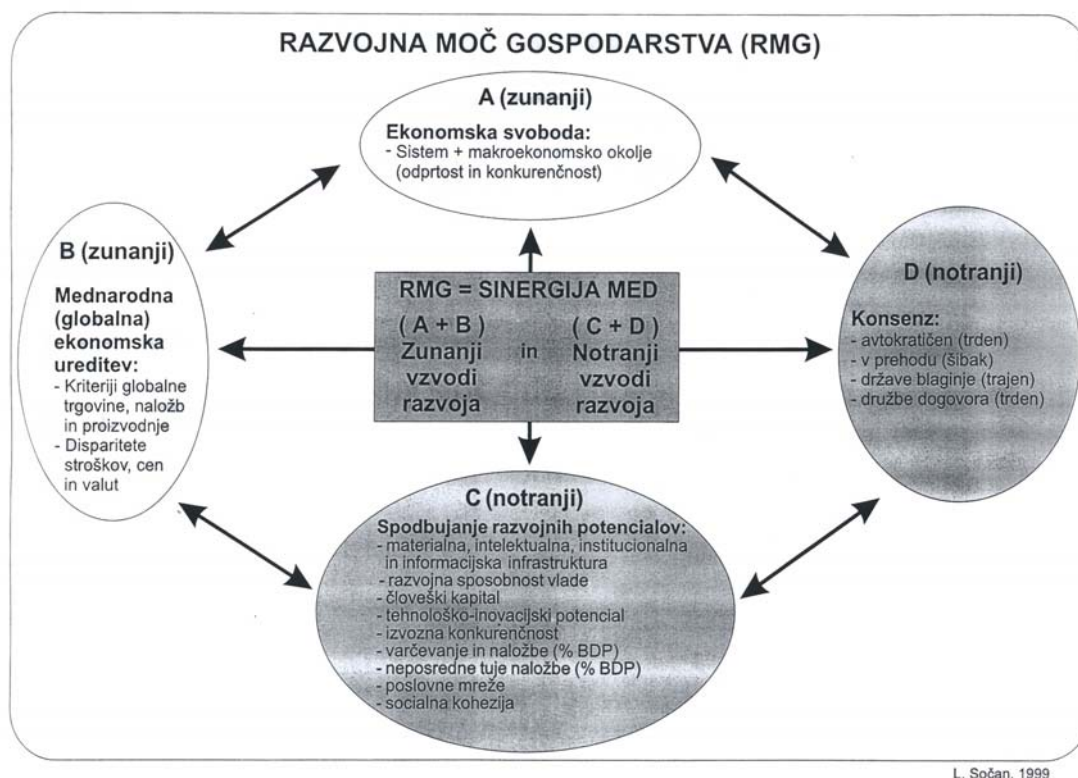 RAZVOJNA MOČ GOSPODARSTVA (RMG)
A (zunanji)
Ekonomska svoboda:
- Sistem + makroekonomsko okolje
(odprtost in konkurenčnost)
B (zunanji)
Mednarodna
(globalna)
ekonomska
ureditev:
- Kriteriji globalne
trgovine, naložb
in proizvodnje
- Disparitete
stroškov, cen
in valut
RMG = SINERGIJA MED
( A + B )
Zunanji
vzvodi
razvoja
in
( C + D )
Notranji
vzvodi
razvoja
D (notranji)
Konsenz:
- avtokratičen (trden)
- v prehodu (šibak)
- države blaginje (trajen)
- družbe dogovora (trden)
C (notranji)
Spodbujanje razvojnih potencialov:
- materialna, intelektualna, institucionalna
in informacijska infrastruktura
- razvojna sposobnost vlade
- človeški kapital
- tehnološko-inovacijski potencial
- izvozna konkurenčnost
- varčevanje in naložbe (% BDP)
- neposredne tuje naložbe (% BDP)
- poslovne mreže
- socialna kohezija
L. Sočan, 1999